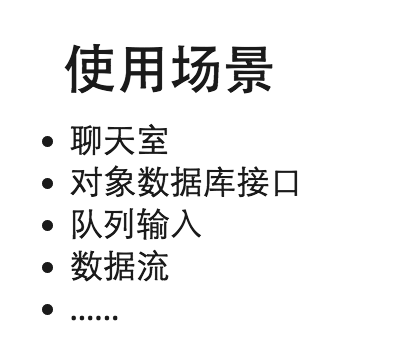 使用场景
• 聊天室
• 对象数据库接口
• 队列输入
• 数据流
• ......